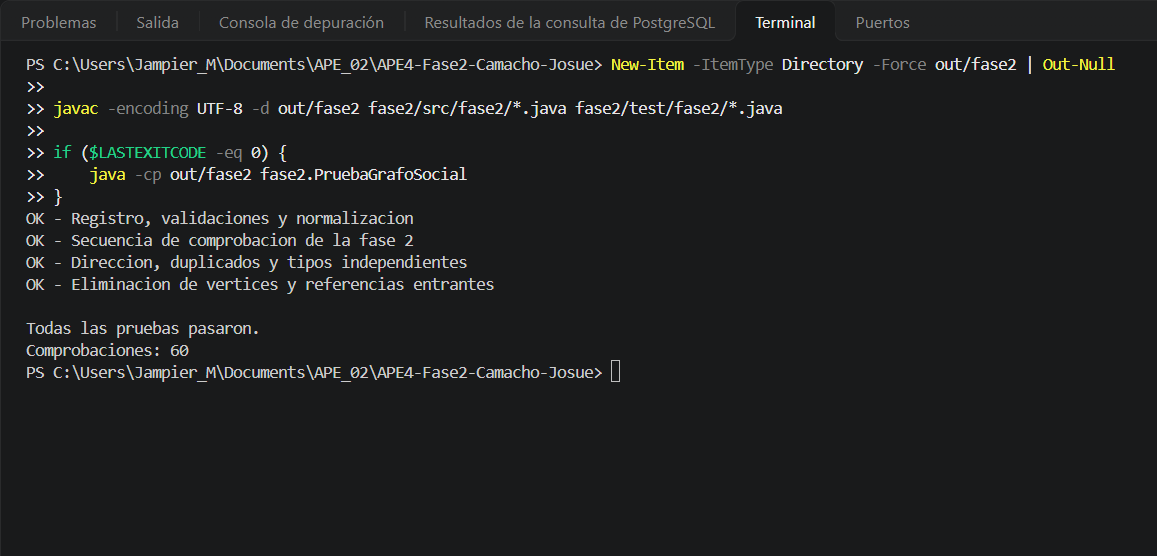 Problemas Salida Consola de depuración Resultados de la consulta de PostgreSQL Terminal Puertos
PS C:\Users\Jampier_M\Documents\APE_02\APE4-Fase2-Camacho-Josue> New-Item -ItemType Directory -Force out/fase2 | Out-Null
>>
>> javac -encoding UTF-8 -d out/fase2 fase2/src/fase2/*.java fase2/test/fase2/*.java
>>
>> if ($LASTEXITCODE -eq 0) {
>>     java -cp out/fase2 fase2.PruebaGrafoSocial
>> }
OK - Registro, validaciones y normalizacion
OK - Secuencia de comprobacion de la fase 2
OK - Direccion, duplicados y tipos independientes
OK - Eliminacion de vertices y referencias entrantes
Todas las pruebas pasaron.
Comprobaciones: 60
PS C:\Users\Jampier_M\Documents\APE_02\APE4-Fase2-Camacho-Josue>